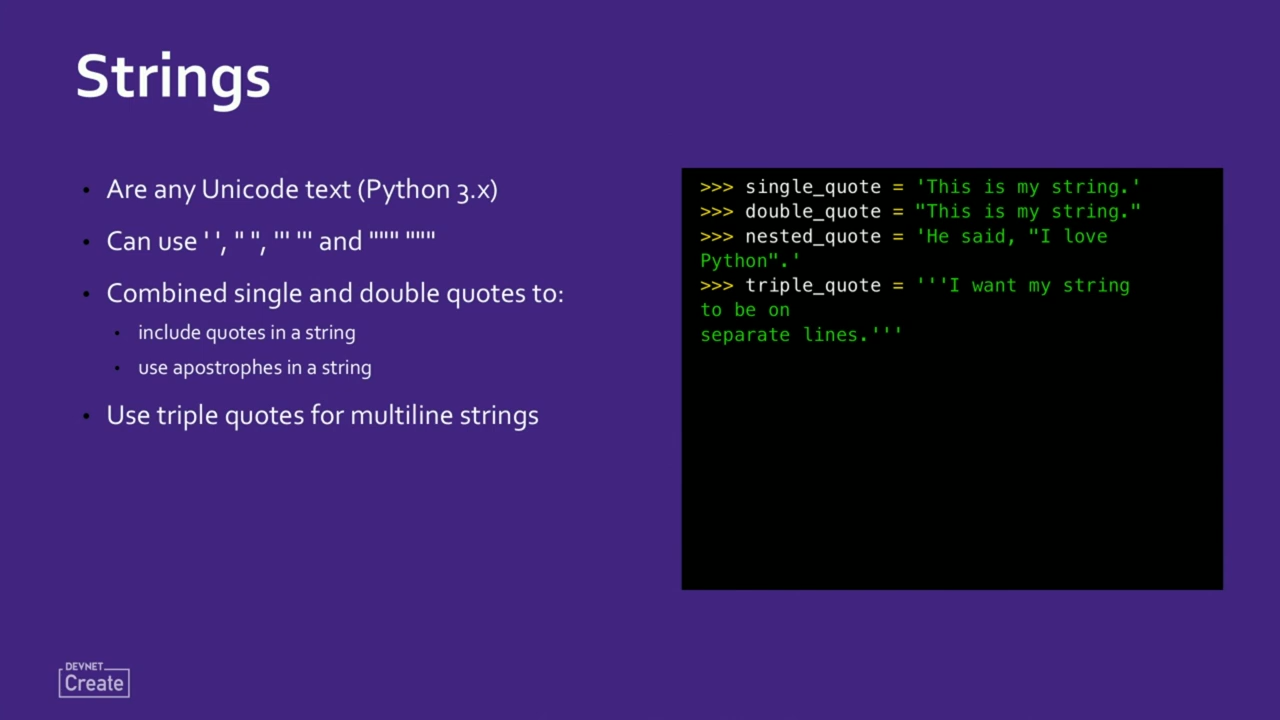 Strings
• Are any Unicode text (Python 3.x)
• Can use ' ', " ", ''' ''' and """ """
• Combined single and double quotes to:
• include quotes in a string
• use apostrophes in a string
• Use triple quotes for multiline strings
>>> single_quote = 'This is my string.'
>>> double_quote = "This is my string."
>>> nested_quote = 'He said, "I love
Python".'
>>> triple_quote = '''I want my string
to be on
separate lines.'''
DEVNET
Create